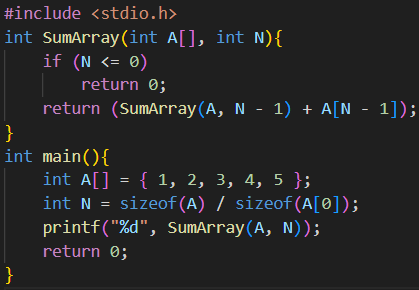 #include <stdio.h>
int SumArray(int A[], int N){
    if (N <= 0)
        return 0;
    return (SumArray(A, N - 1) + A[N - 1]);
}
int main(){
    int A[] = { 1, 2, 3, 4, 5 };
    int N = sizeof(A) / sizeof(A[0]);
    printf("%d", SumArray(A, N));
    return 0;
}